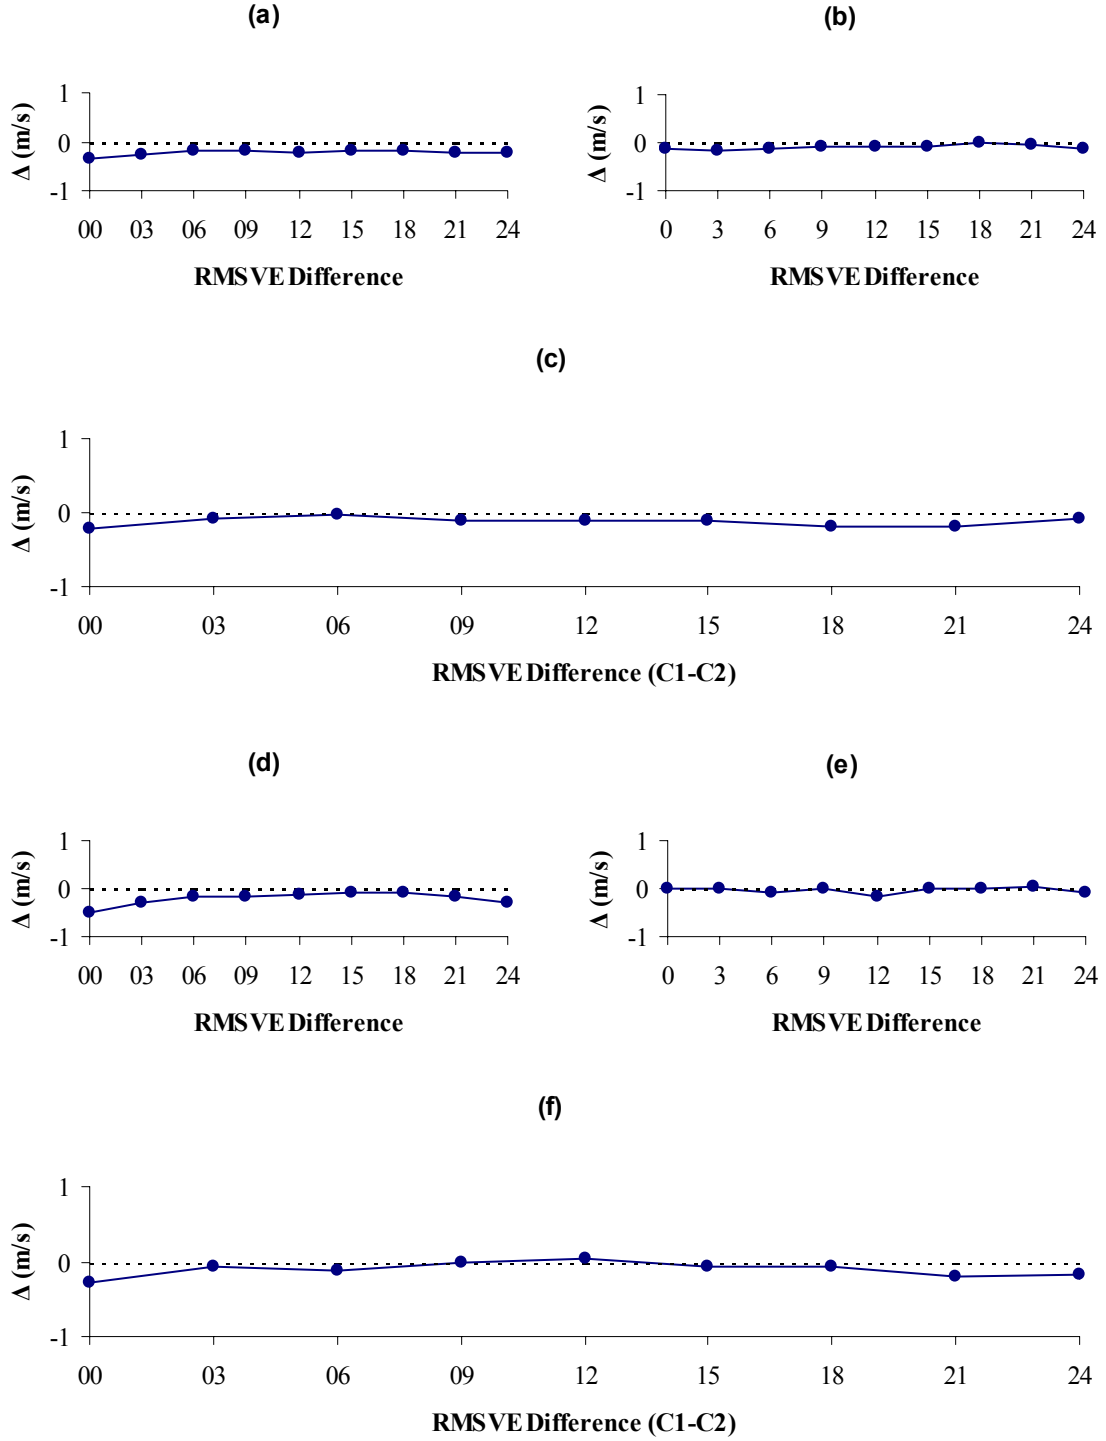 (a)
1
0
-1
Δ (m/s)
00 03 06 09 12 15 18 21 24
RMSVE Difference
(b)
1
0
-1
Δ (m/s)
0 3 6 9 12 15 18 21 24
RMSVE Difference
(c)
1
0
-1
Δ (m/s)
00 03 06 09 12 15 18 21 24
RMSVE Difference (C1-C2)
(d)
1
0
-1
Δ (m/s)
00 03 06 09 12 15 18 21 24
RMSVE Difference
(e)
1
0
-1
Δ (m/s)
0 3 6 9 12 15 18 21 24
RMSVE Difference
(f)
1
0
-1
Δ (m/s)
00 03 06 09 12 15 18 21 24
RMSVE Difference (C1-C2)